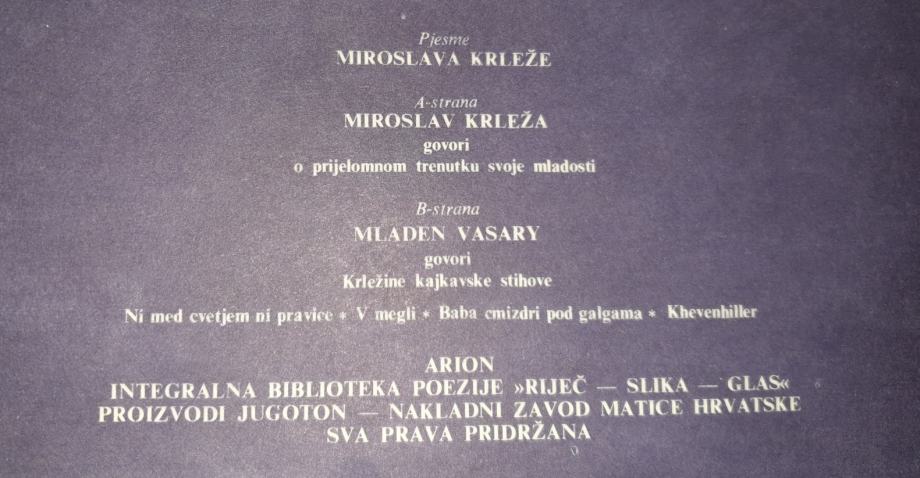 Pjesme
MIROSLAVA KRLEŽE
A-strana
MIROSLAV KRLEŽA
govori
o prijelomnom trenutku svoje mladosti
B-strana
MLADEN VASARY
govori
Krležine kajkavske stihove
Ni med cvetjem ni pravice * V megli * Baba cmizdri pod galgama * Khevenhiller
ARION
INTEGRALNA BIBLIOTEKA POEZIJE »RIJEČ — SLIKA — GLAS«
PROIZVODI JUGOTON — NAKLADNI ZAVOD MATICE HRVATSKE
SVA PRAVA PRIDRŽANA